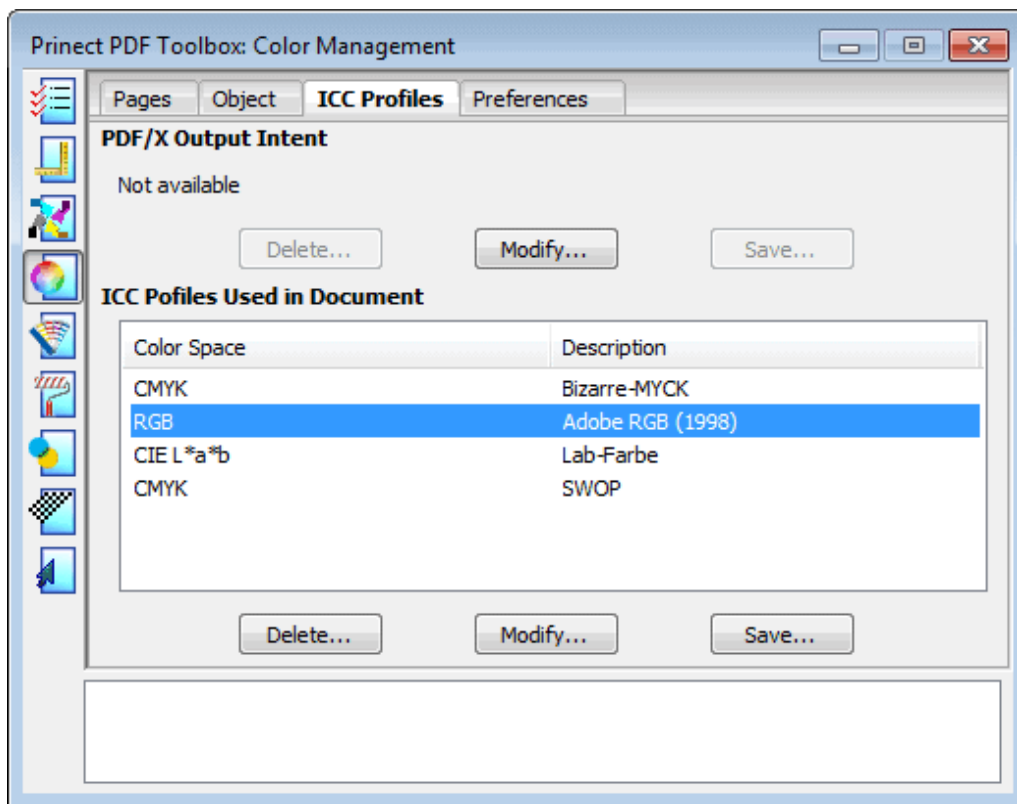 Prinect PDF Toolbox: Color Management
Pages Object ICC Profiles Preferences
PDF/X Output Intent
Not available
Delete... Modify... Save...
ICC Pofiles Used in Document
Color Space Description
CMYK Bizarre-MYCK
RGB Adobe RGB (1998)
CIE L*a*b Lab-Farbe
CMYK SWOP
Delete... Modify... Save...